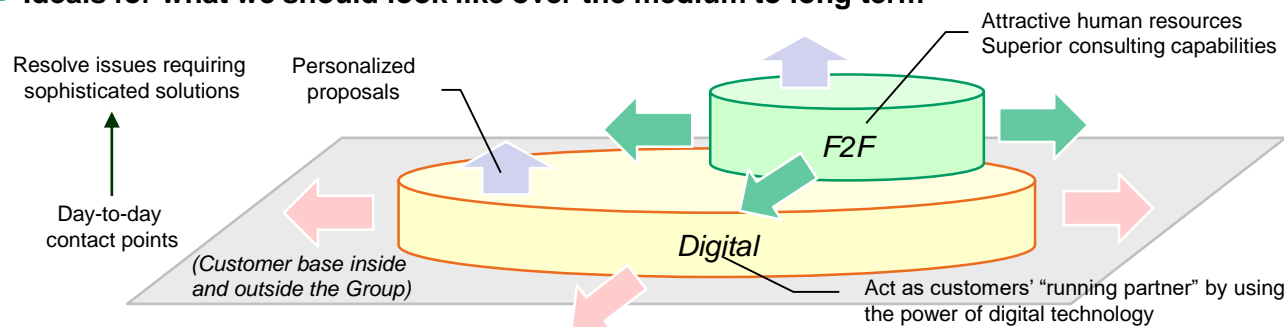 Ideals for what we should look like over the medium to long term
Attractive human resources
Superior consulting capabilities
Resolve issues requiring
sophisticated solutions
Personalized
proposals
F2F
Day-to-day
contact points
Digital
(Customer base inside
and outside the Group)
Act as customers' “running partner” by using
the power of digital technology